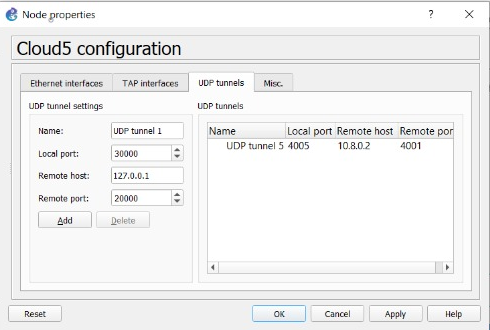 Node properties
Cloud5 configuration
Ethernet interfaces TAP interfaces UDP tunnels Misc.
UDP tunnel settings
Name: UDP tunnel 1
Local port: 30000
Remote host: 127.0.0.1
Remote port: 20000
Add Delete
UDP tunnels
Name Local port Remote host Remote por
UDP tunnel 5 4005 10.8.0.2 4001
Reset OK Cancel Apply Help